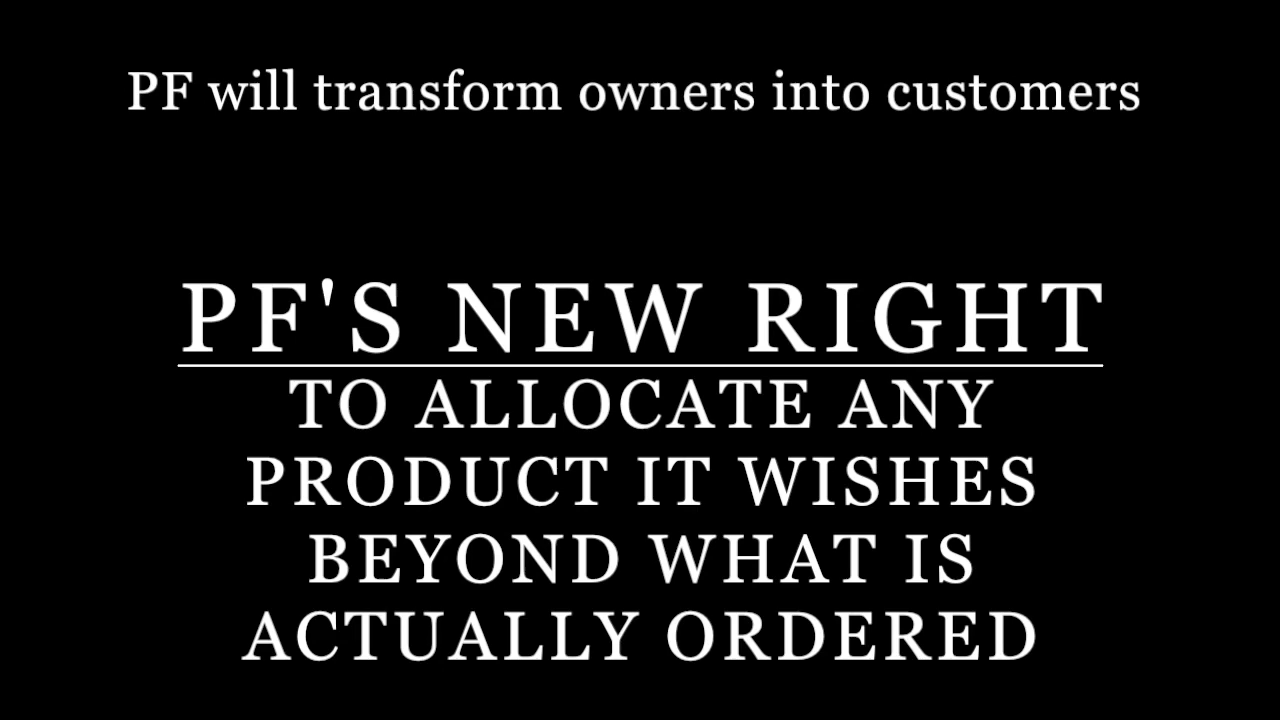 PF will transform owners into customers
PF'S NEW RIGHT
TO ALLOCATE ANY
PRODUCT IT WISHES
BEYOND WHAT IS
ACTUALLY ORDERED